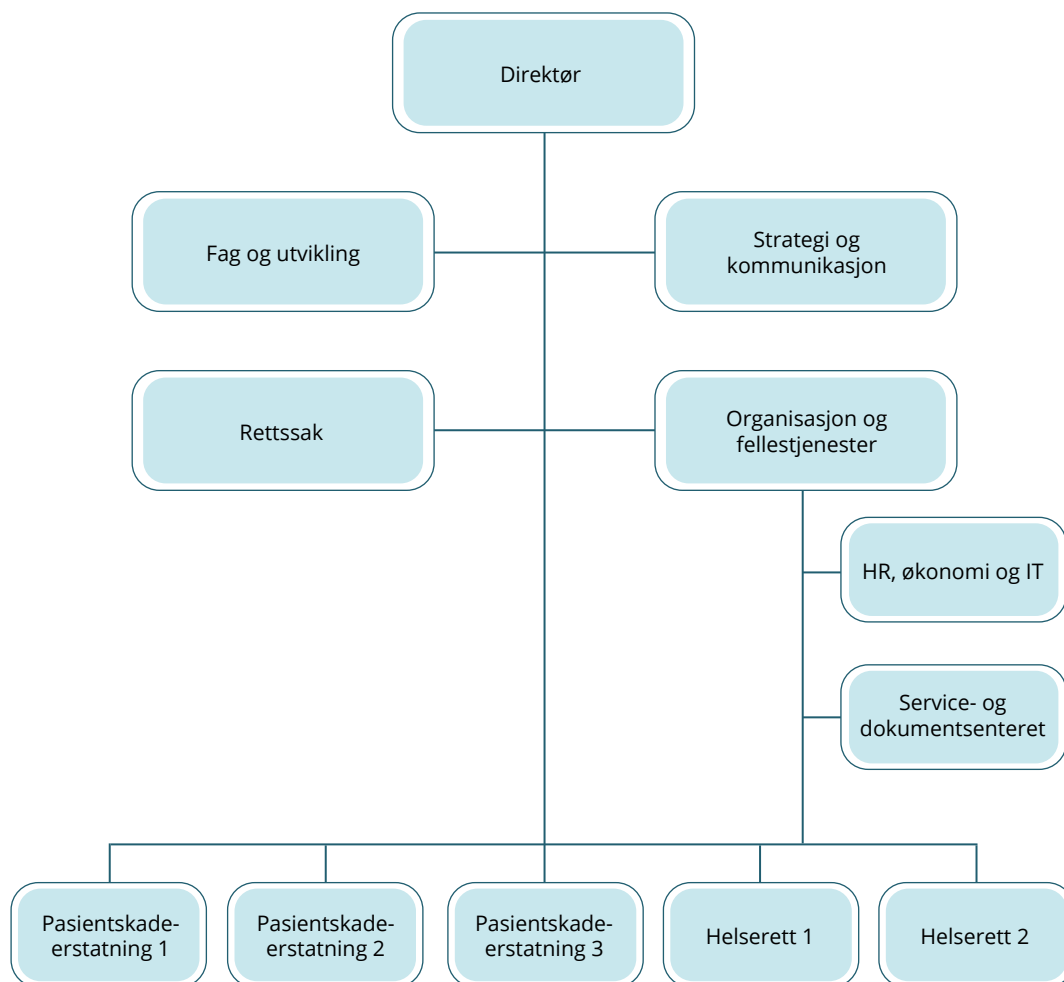 Direktør
Fag og utvikling
Strategi og
kommunikasjon
Rettssak
Organisasjon og
fellestjenester
HR, økonomi og IT
Service- og
dokumentsenteret
Pasientskade-
erstatning 1
Pasientskade-
erstatning 2
Pasientskade-
erstatning 3
Helserett 1
Helserett 2